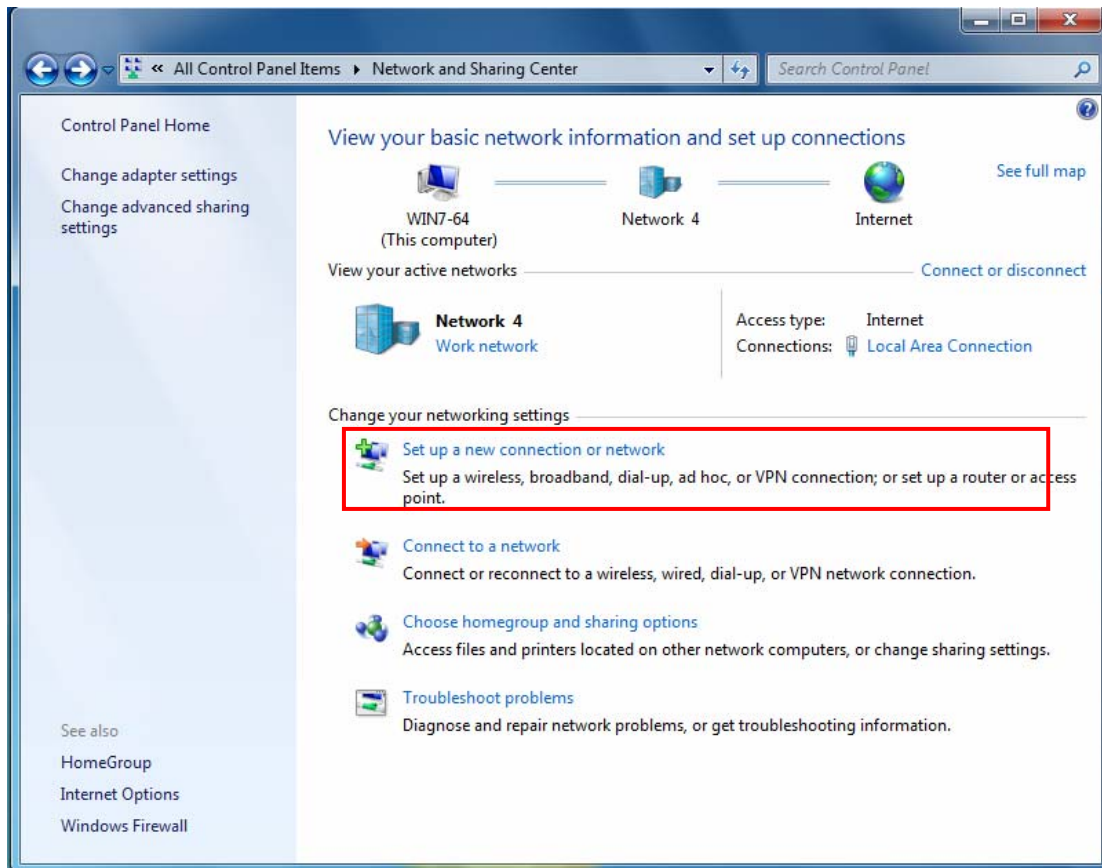 « All Control Panel Items ▸ Network and Sharing Center
Search Control Panel
Control Panel Home
Change adapter settings
Change advanced sharing
settings
See also
HomeGroup
Internet Options
Windows Firewall
View your basic network information and set up connections
See full map
WIN7-64
(This computer)
Network 4
Internet
View your active networks
Connect or disconnect
Network 4
Work network
Access type: Internet
Connections: Local Area Connection
Change your networking settings
Set up a new connection or network
Set up a wireless, broadband, dial-up, ad hoc, or VPN connection; or set up a router or access
point.
Connect to a network
Connect or reconnect to a wireless, wired, dial-up, or VPN network connection.
Choose homegroup and sharing options
Access files and printers located on other network computers, or change sharing settings.
Troubleshoot problems
Diagnose and repair network problems, or get troubleshooting information.